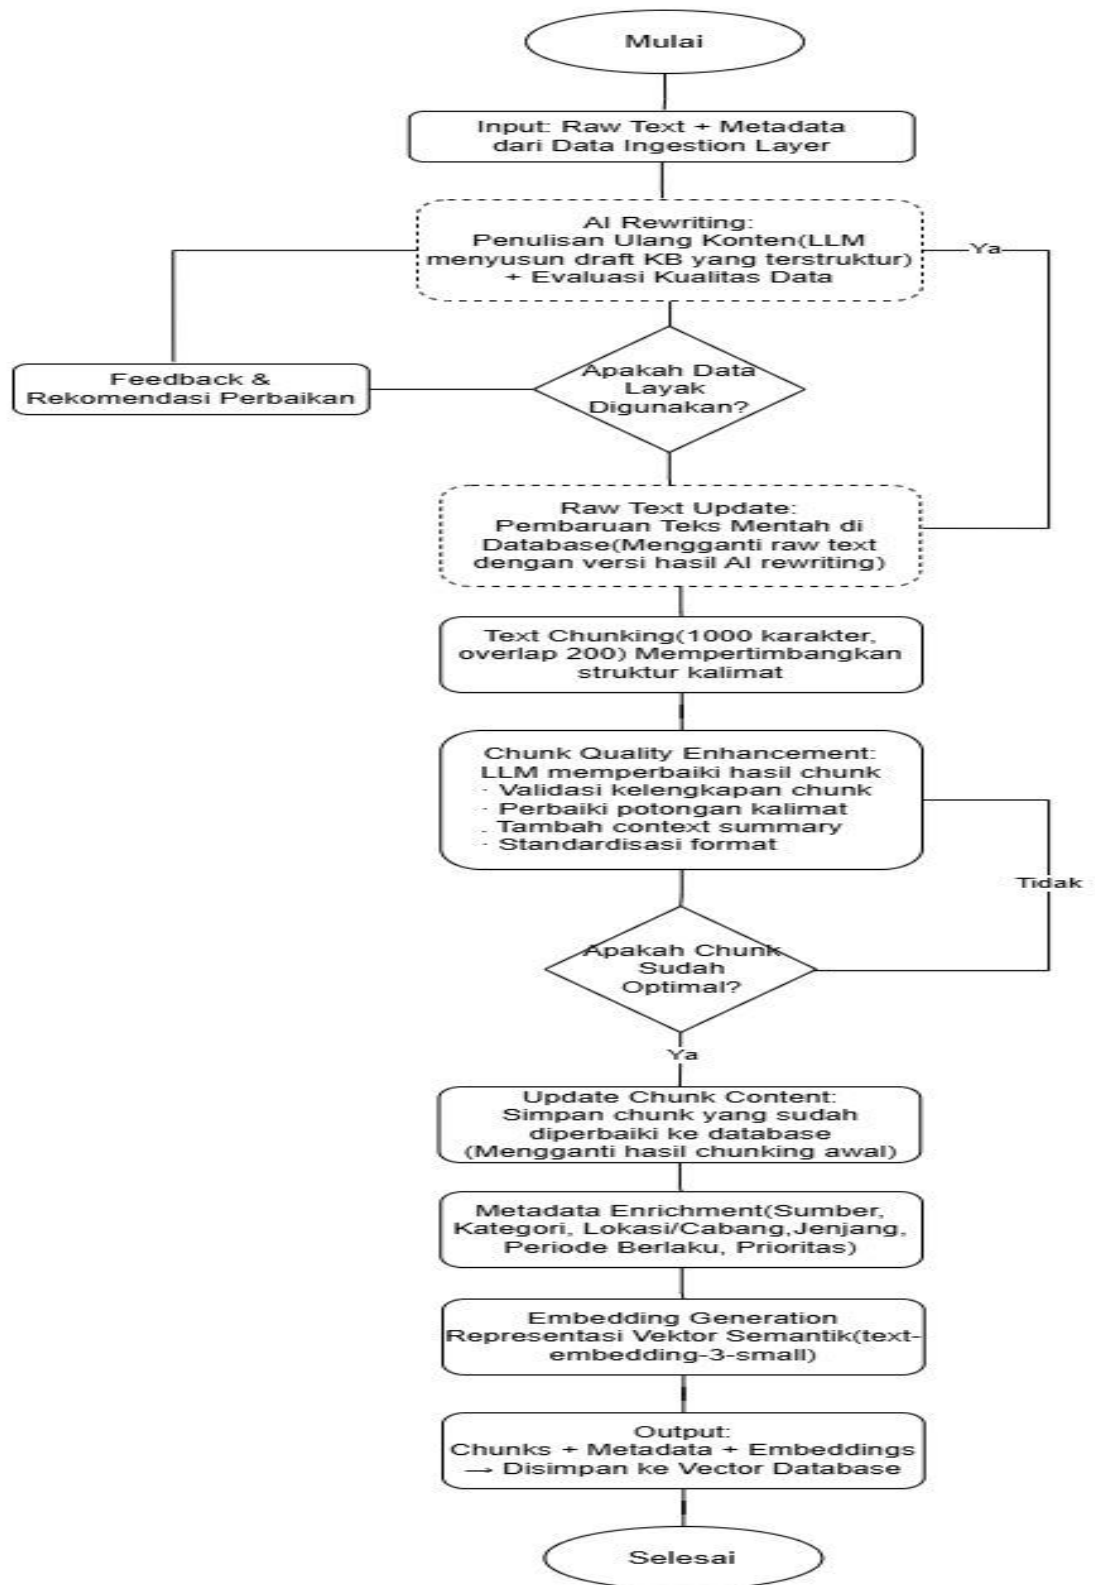 Mulai
Input: Raw Text + Metadata
dari Data Ingestion Layer
AI Rewriting:
Penulisan Ulang Konten(LLM
menyusun draft KB yang terstruktur)
+ Evaluasi Kualitas Data
Ya
Feedback &
Rekomendasi Perbaikan
Apakah Data
Layak
Digunakan?
Raw Text Update:
Pembaruan Teks Mentah di
Database(Mengganti raw text
dengan versi hasil AI rewriting)
Text Chunking(1000 karakter,
overlap 200) Mempertimbangkan
struktur kalimat
Chunk Quality Enhancement:
LLM memperbaiki hasil chunk
· Validasi kelengkapan chunk
· Perbaiki potongan kalimat
. Tambah context summary
· Standardisasi format
Tidak
Apakah Chunk
Sudah
Optimal?
Ya
Update Chunk Content:
Simpan chunk yang sudah
diperbaiki ke database
(Mengganti hasil chunking awal)
Metadata Enrichment(Sumber,
Kategori, Lokasi/Cabang,Jenjang,
Periode Berlaku, Prioritas)
Embedding Generation
Representasi Vektor Semantik(text-
embedding-3-small)
Output:
Chunks + Metadata + Embeddings
→ Disimpan ke Vector Database
Selesai